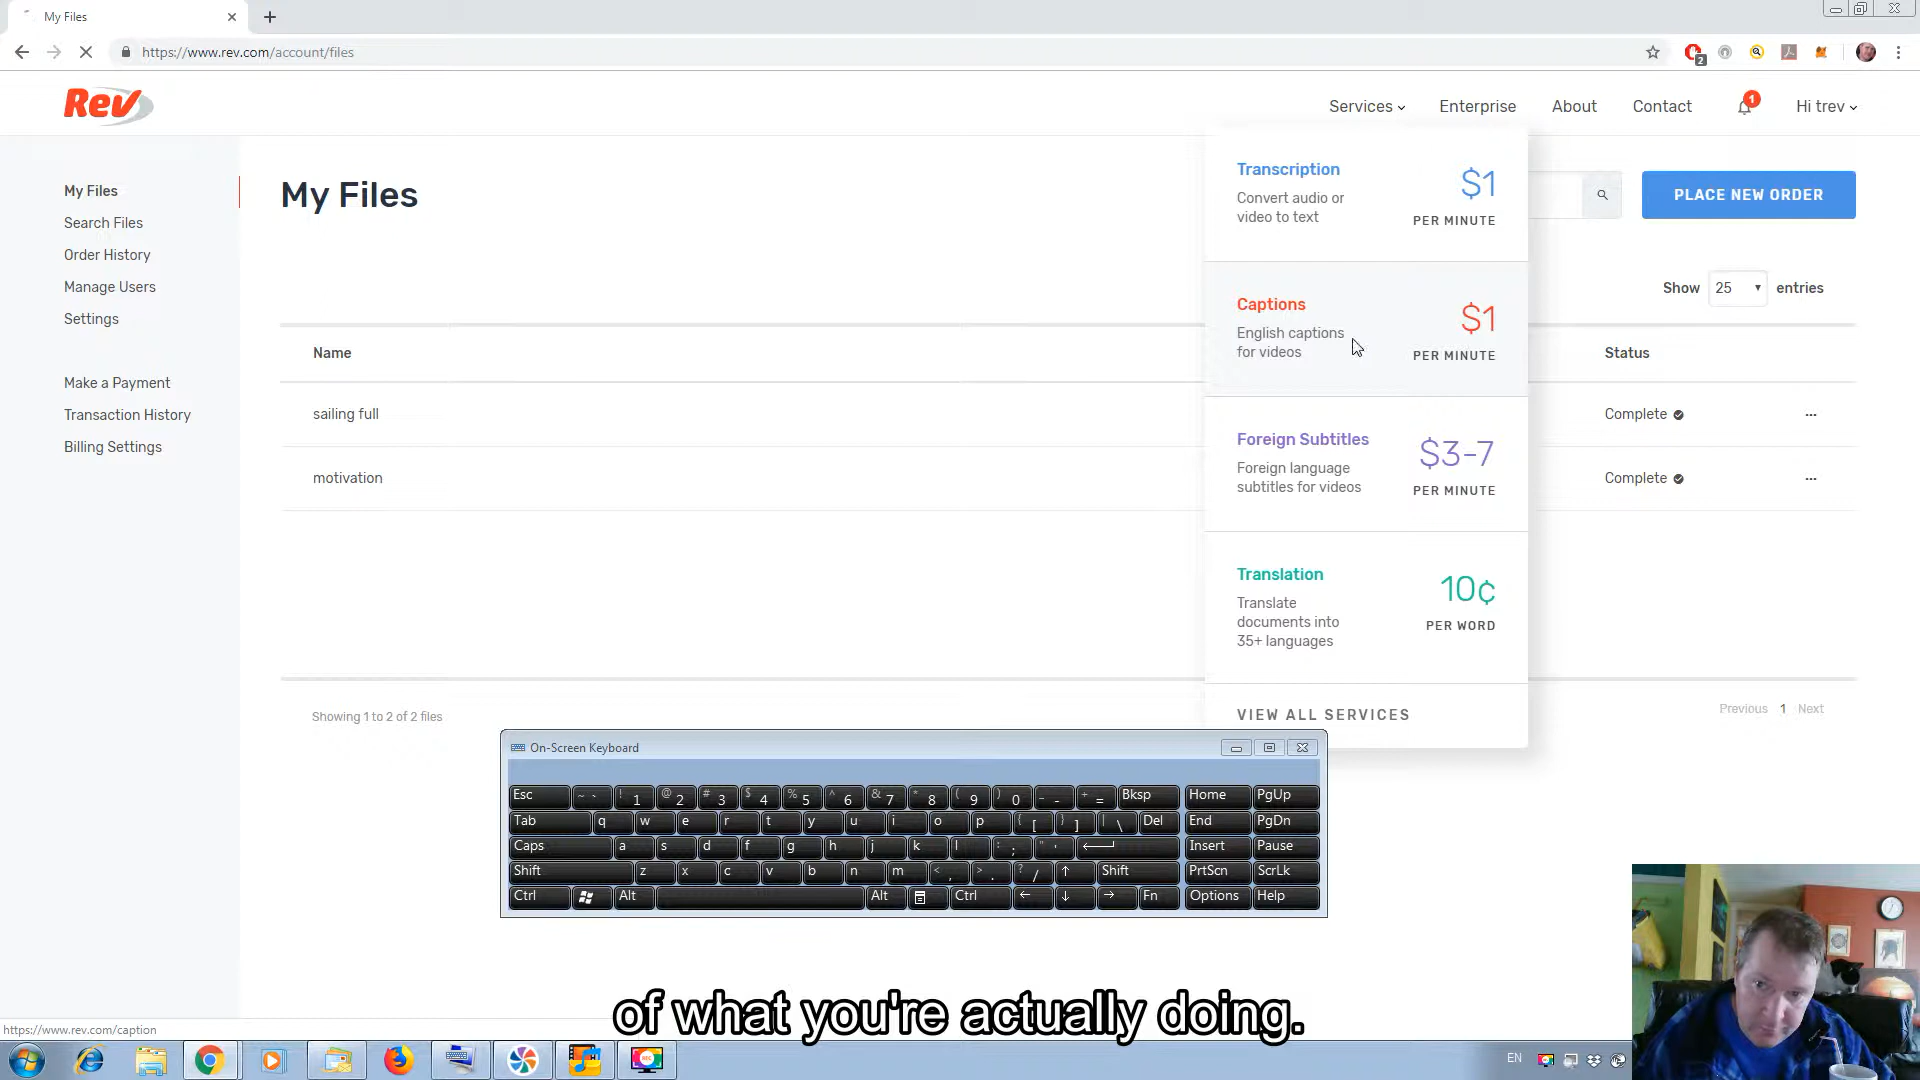 My Files
https://www.rev.com/account/files
2
Rev
Services
Enterprise
About
Contact
1
Hi trev
My Files
Search Files
Order History
Manage Users
Settings
Make a Payment
Transaction History
Billing Settings
My Files
PLACE NEW ORDER
Show 25 entries
Name
Status
sailing full
Complete
motivation
Complete
Showing 1 to 2 of 2 files
Previous 1 Next
Transcription
Convert audio or
video to text
$1
PER MINUTE
Captions
English captions
for videos
$1
PER MINUTE
Foreign Subtitles
Foreign language
subtitles for videos
$3-7
PER MINUTE
Translation
Translate
documents into
35+ languages
10¢
PER WORD
VIEW ALL SERVICES
On-Screen Keyboard
Esc ~ ` ! 1 @ 2 # 3 $ 4 % 5 ^ 6 & 7 * 8 ( 9 ) 0 _ - + = Bksp Home PgUp
Tab q w e r t y u i o p { [ } ] | \ Del End PgDn
Caps a s d f g h j k l : ; " ' Insert Pause
Shift z x c v b n m < , > . ? / ↑ Shift PrtScn ScrLk
Ctrl Alt Alt Ctrl ← ↓ → Fn Options Help
of what you're actually doing.
https://www.rev.com/caption
EN